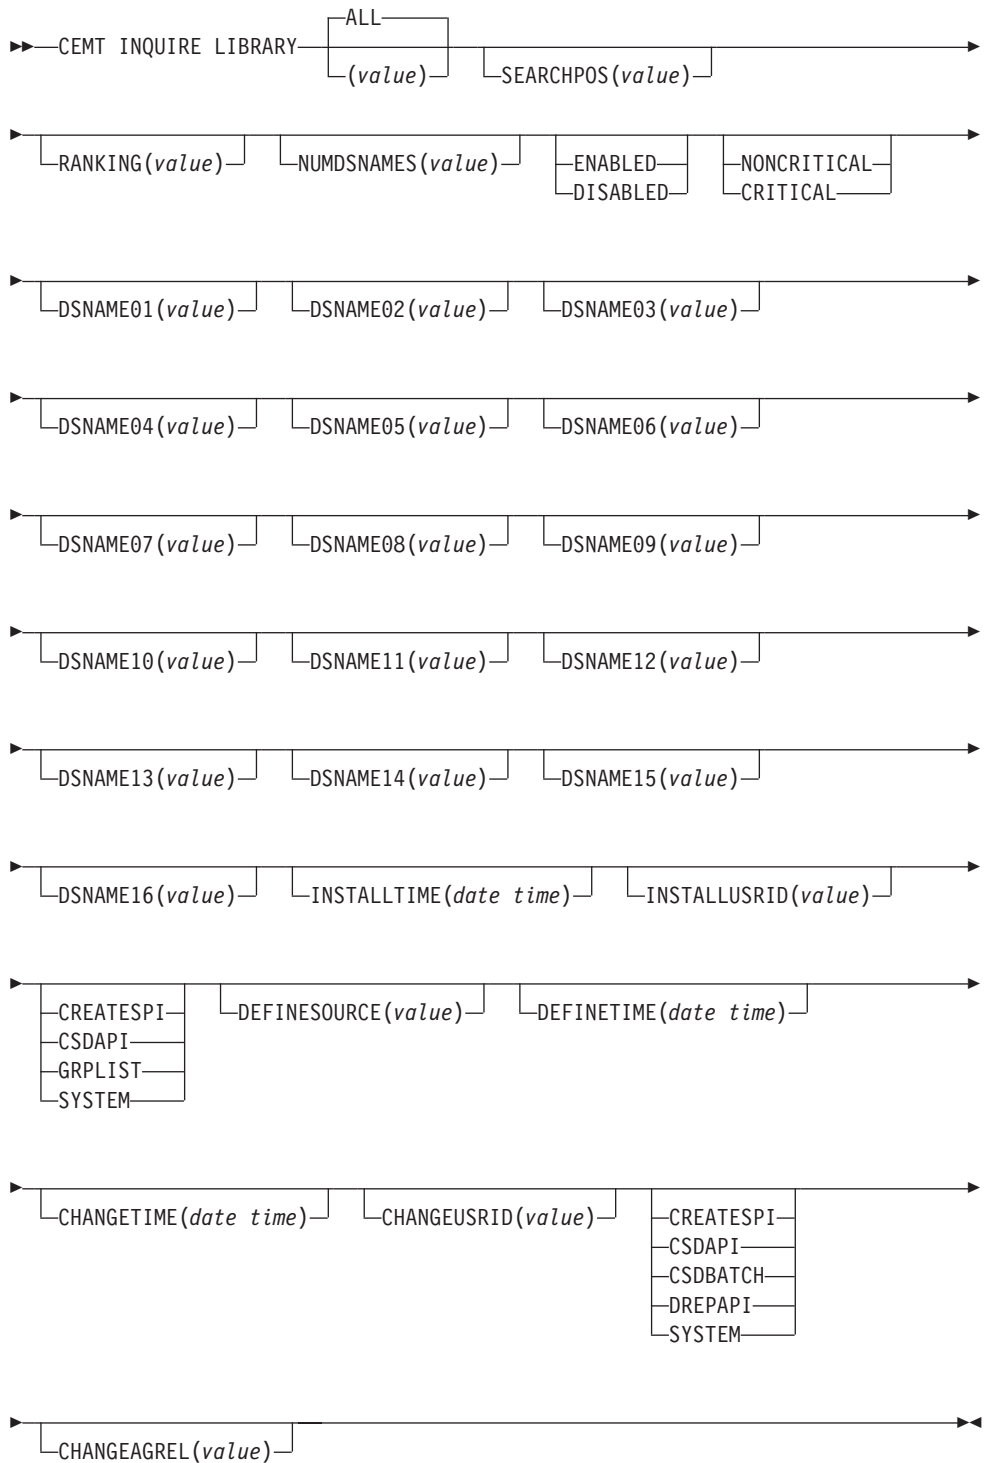 ALL
CEMT INQUIRE LIBRARY
(value)
SEARCHPOS(value)
RANKING(value) NUMDSNAMES(value) ENABLED NONCRITICAL
DISABLED CRITICAL
DSNAME01(value) DSNAME02(value) DSNAME03(value)
DSNAME04(value) DSNAME05(value) DSNAME06(value)
DSNAME07(value) DSNAME08(value) DSNAME09(value)
DSNAME10(value) DSNAME11(value) DSNAME12(value)
DSNAME13(value) DSNAME14(value) DSNAME15(value)
DSNAME16(value) INSTALLTIME(date time) INSTALLUSRID(value)
CREATESPI DEFINESOURCE(value) DEFINETIME(date time)
CSDAPI
GRPLIST
SYSTEM
CHANGETIME(date time) CHANGEUSRID(value) CREATESPI
CSDAPI
CSDBATCH
DREPAPI
SYSTEM
CHANGEAGREL(value)